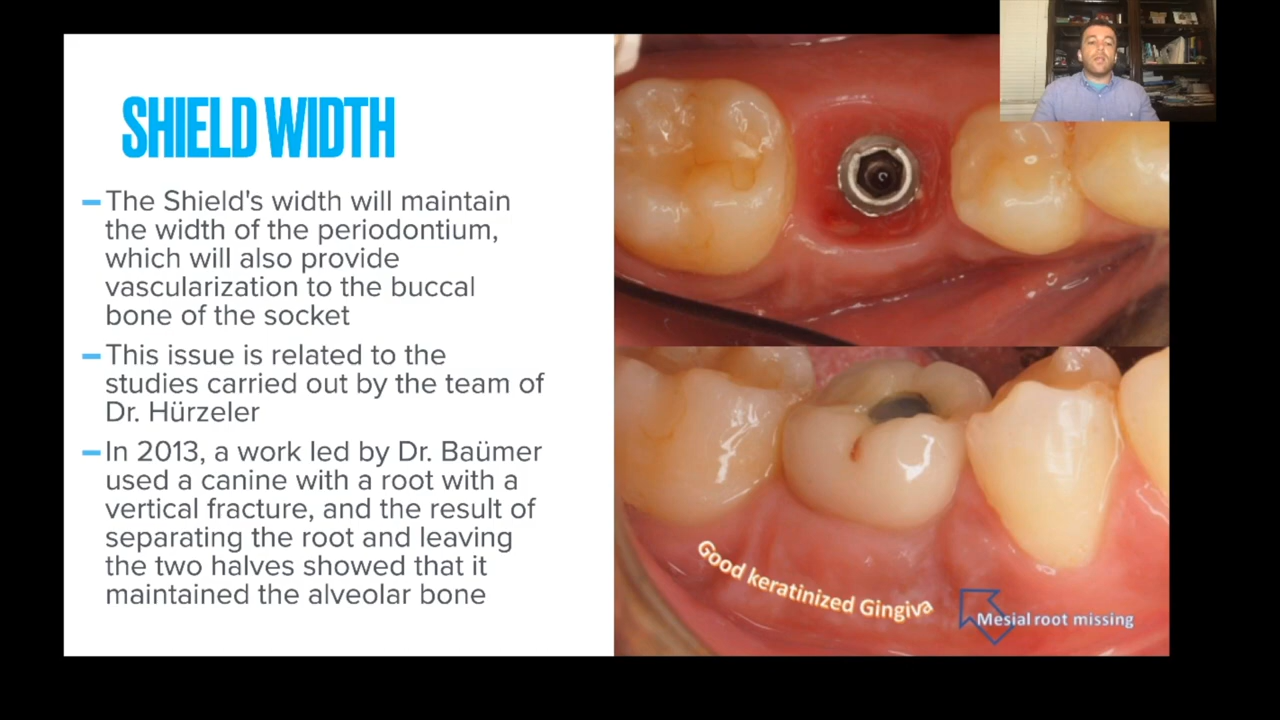 SHIELD WIDTH
The Shield's width will maintain
the width of the periodontium,
which will also provide
vascularization to the buccal
bone of the socket
This issue is related to the
studies carried out by the team of
Dr. Hürzeler
In 2013, a work led by Dr. Baümer
used a canine with a root with a
vertical fracture, and the result of
separating the root and leaving
the two halves showed that it
maintained the alveolar bone
Good keratinized Gingiva
Mesial root missing